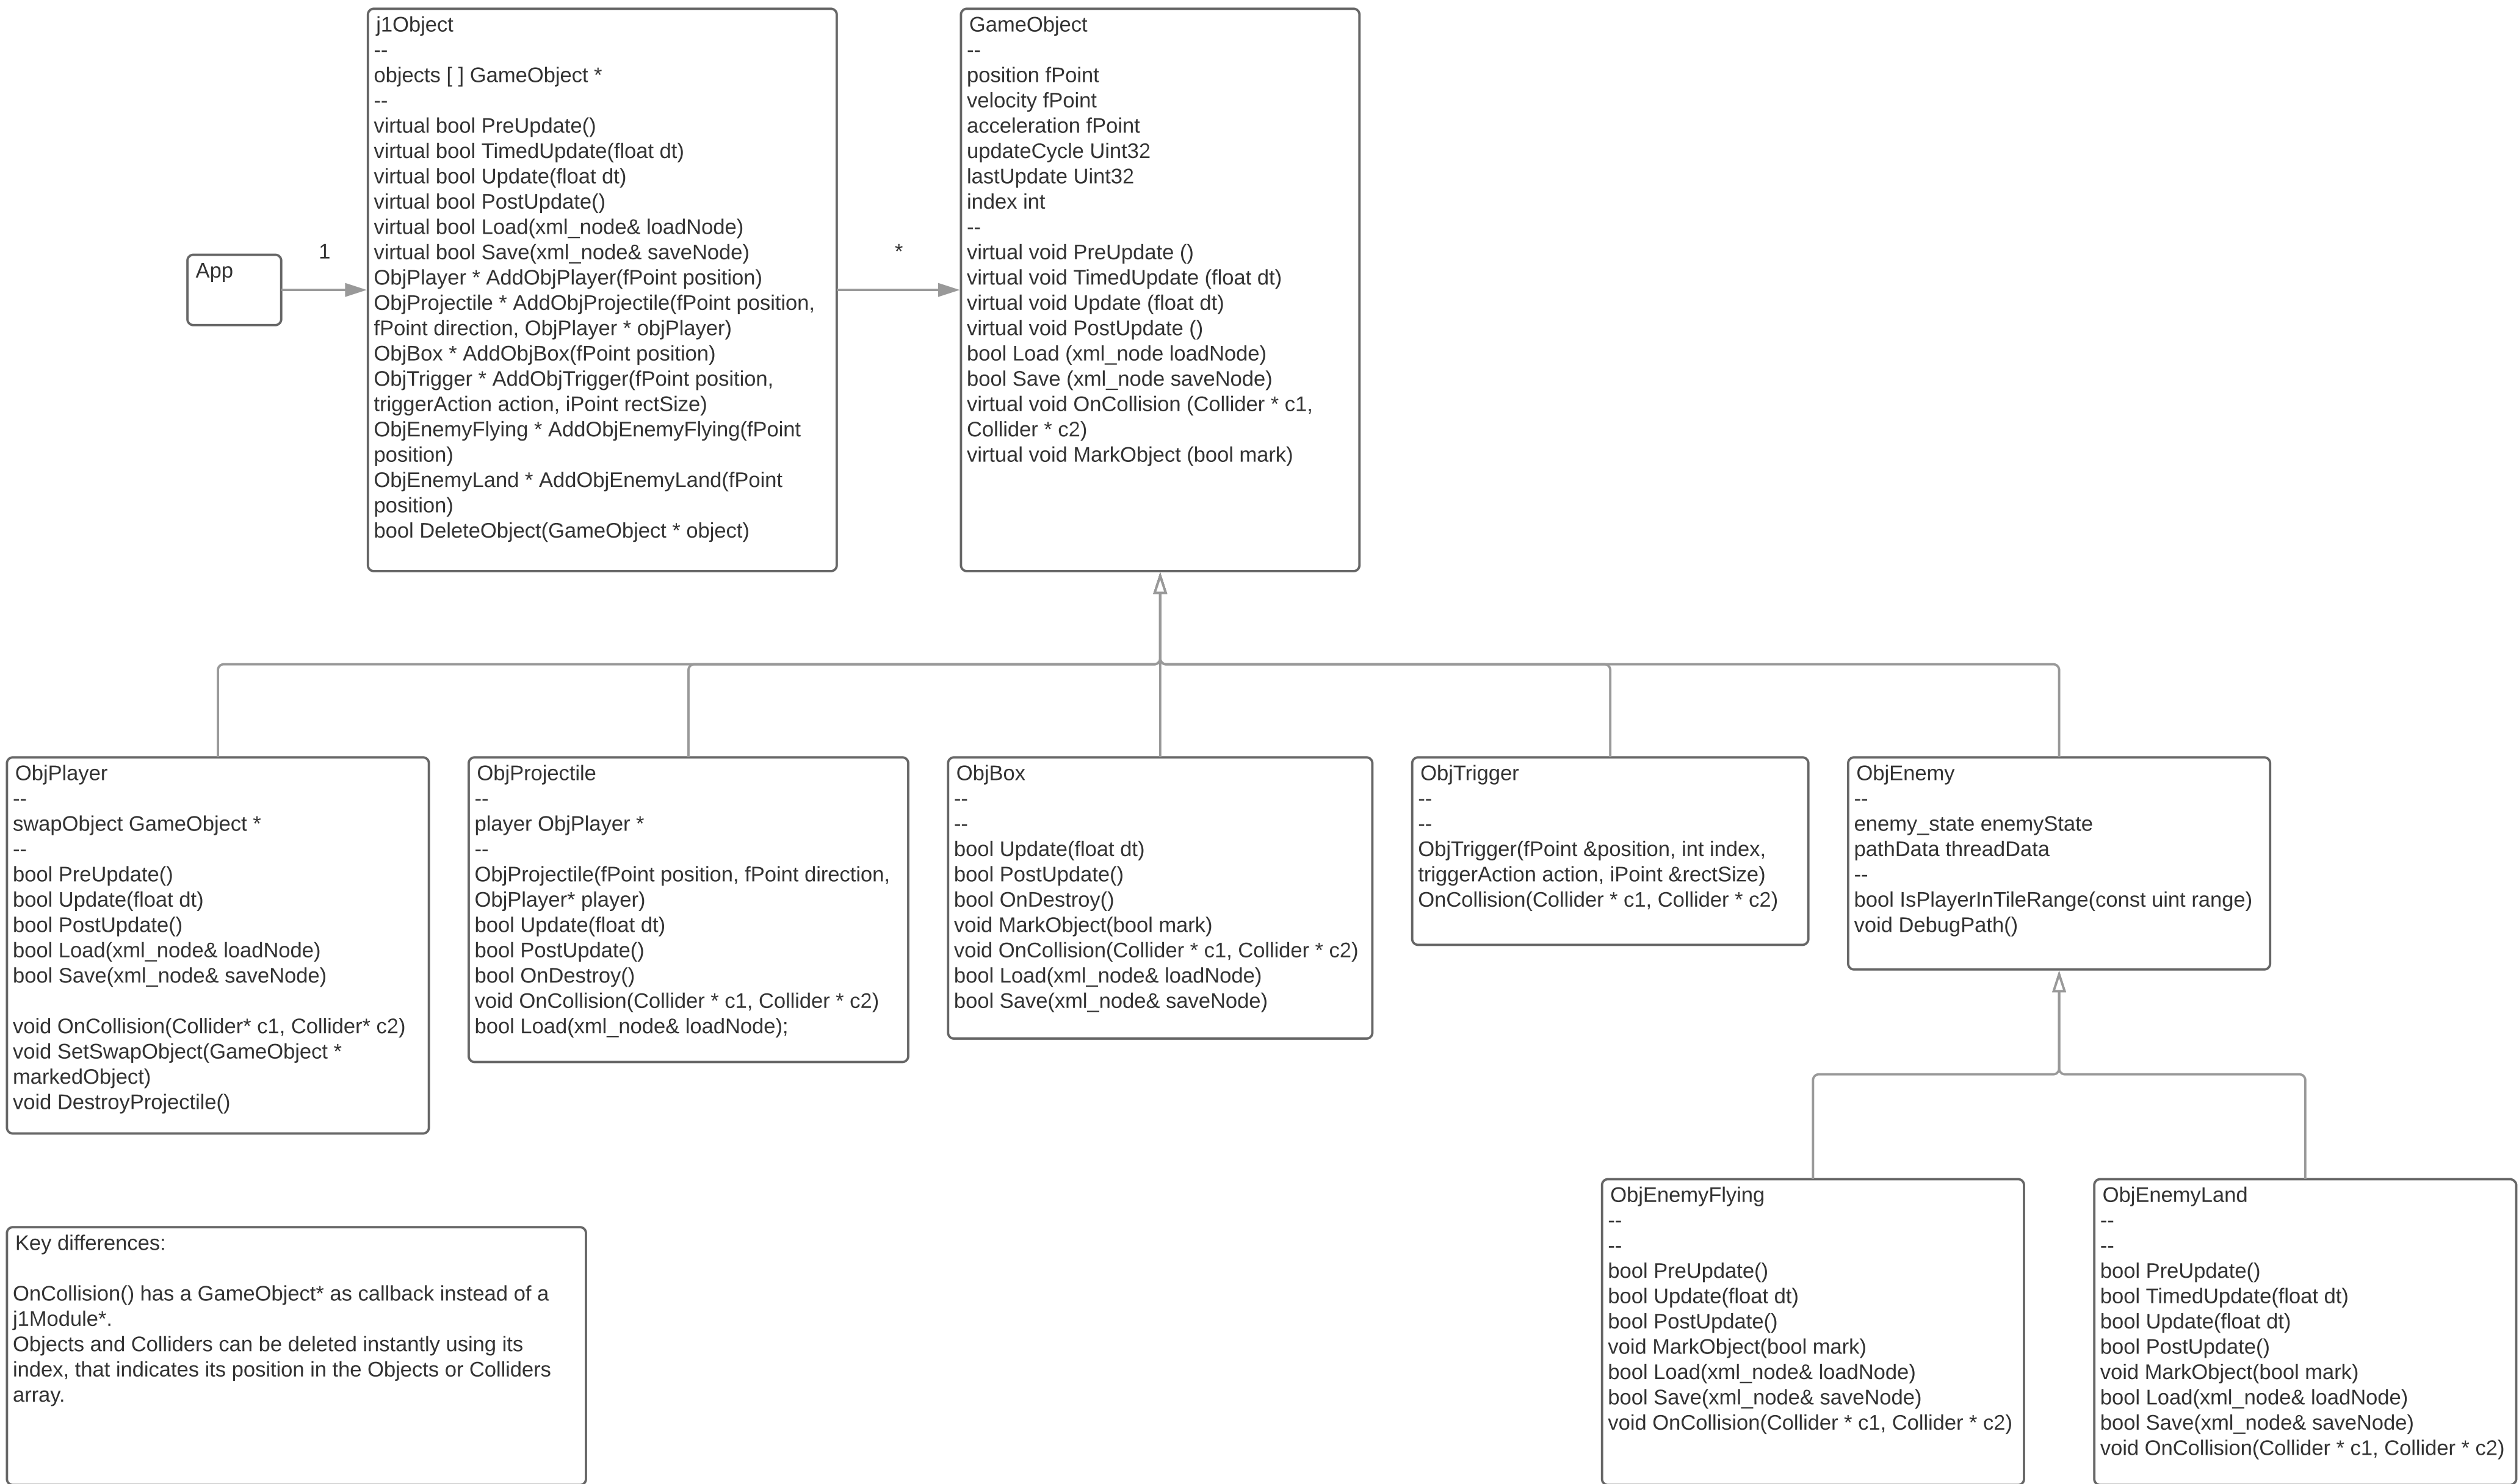 j1Object
--
objects [ ] GameObject *
--
virtual bool PreUpdate()
virtual bool TimedUpdate(float dt)
virtual bool Update(float dt)
virtual bool PostUpdate()
virtual bool Load(xml_node& loadNode)
virtual bool Save(xml_node& saveNode)
ObjPlayer * AddObjPlayer(fPoint position)
ObjProjectile * AddObjProjectile(fPoint position,
fPoint direction, ObjPlayer * objPlayer)
ObjBox * AddObjBox(fPoint position)
ObjTrigger * AddObjTrigger(fPoint position,
triggerAction action, iPoint rectSize)
ObjEnemyFlying * AddObjEnemyFlying(fPoint
position)
ObjEnemyLand * AddObjEnemyLand(fPoint
position)
bool DeleteObject(GameObject * object)
GameObject
--
position fPoint
velocity fPoint
acceleration fPoint
updateCycle Uint32
lastUpdate Uint32
index int
--
virtual void PreUpdate ()
virtual void TimedUpdate (float dt)
virtual void Update (float dt)
virtual void PostUpdate ()
bool Load (xml_node loadNode)
bool Save (xml_node saveNode)
virtual void OnCollision (Collider * c1,
Collider * c2)
virtual void MarkObject (bool mark)
App
1
*
ObjPlayer
--
swapObject GameObject *
--
bool PreUpdate()
bool Update(float dt)
bool PostUpdate()
bool Load(xml_node& loadNode)
bool Save(xml_node& saveNode)
void OnCollision(Collider* c1, Collider* c2)
void SetSwapObject(GameObject *
markedObject)
void DestroyProjectile()
ObjProjectile
--
player ObjPlayer *
--
ObjProjectile(fPoint position, fPoint direction,
ObjPlayer* player)
bool Update(float dt)
bool PostUpdate()
bool OnDestroy()
void OnCollision(Collider * c1, Collider * c2)
bool Load(xml_node& loadNode);
ObjBox
--
--
bool Update(float dt)
bool PostUpdate()
bool OnDestroy()
void MarkObject(bool mark)
void OnCollision(Collider * c1, Collider * c2)
bool Load(xml_node& loadNode)
bool Save(xml_node& saveNode)
ObjTrigger
--
--
ObjTrigger(fPoint &position, int index,
triggerAction action, iPoint &rectSize)
OnCollision(Collider * c1, Collider * c2)
ObjEnemy
--
enemy_state enemyState
pathData threadData
--
bool IsPlayerInTileRange(const uint range)
void DebugPath()
Key differences:
OnCollision() has a GameObject* as callback instead of a
j1Module*.
Objects and Colliders can be deleted instantly using its
index, that indicates its position in the Objects or Colliders
array.
ObjEnemyFlying
--
--
bool PreUpdate()
bool Update(float dt)
bool PostUpdate()
void MarkObject(bool mark)
bool Load(xml_node& loadNode)
bool Save(xml_node& saveNode)
void OnCollision(Collider * c1, Collider * c2)
ObjEnemyLand
--
--
bool PreUpdate()
bool TimedUpdate(float dt)
bool Update(float dt)
bool PostUpdate()
void MarkObject(bool mark)
bool Load(xml_node& loadNode)
bool Save(xml_node& saveNode)
void OnCollision(Collider * c1, Collider * c2)